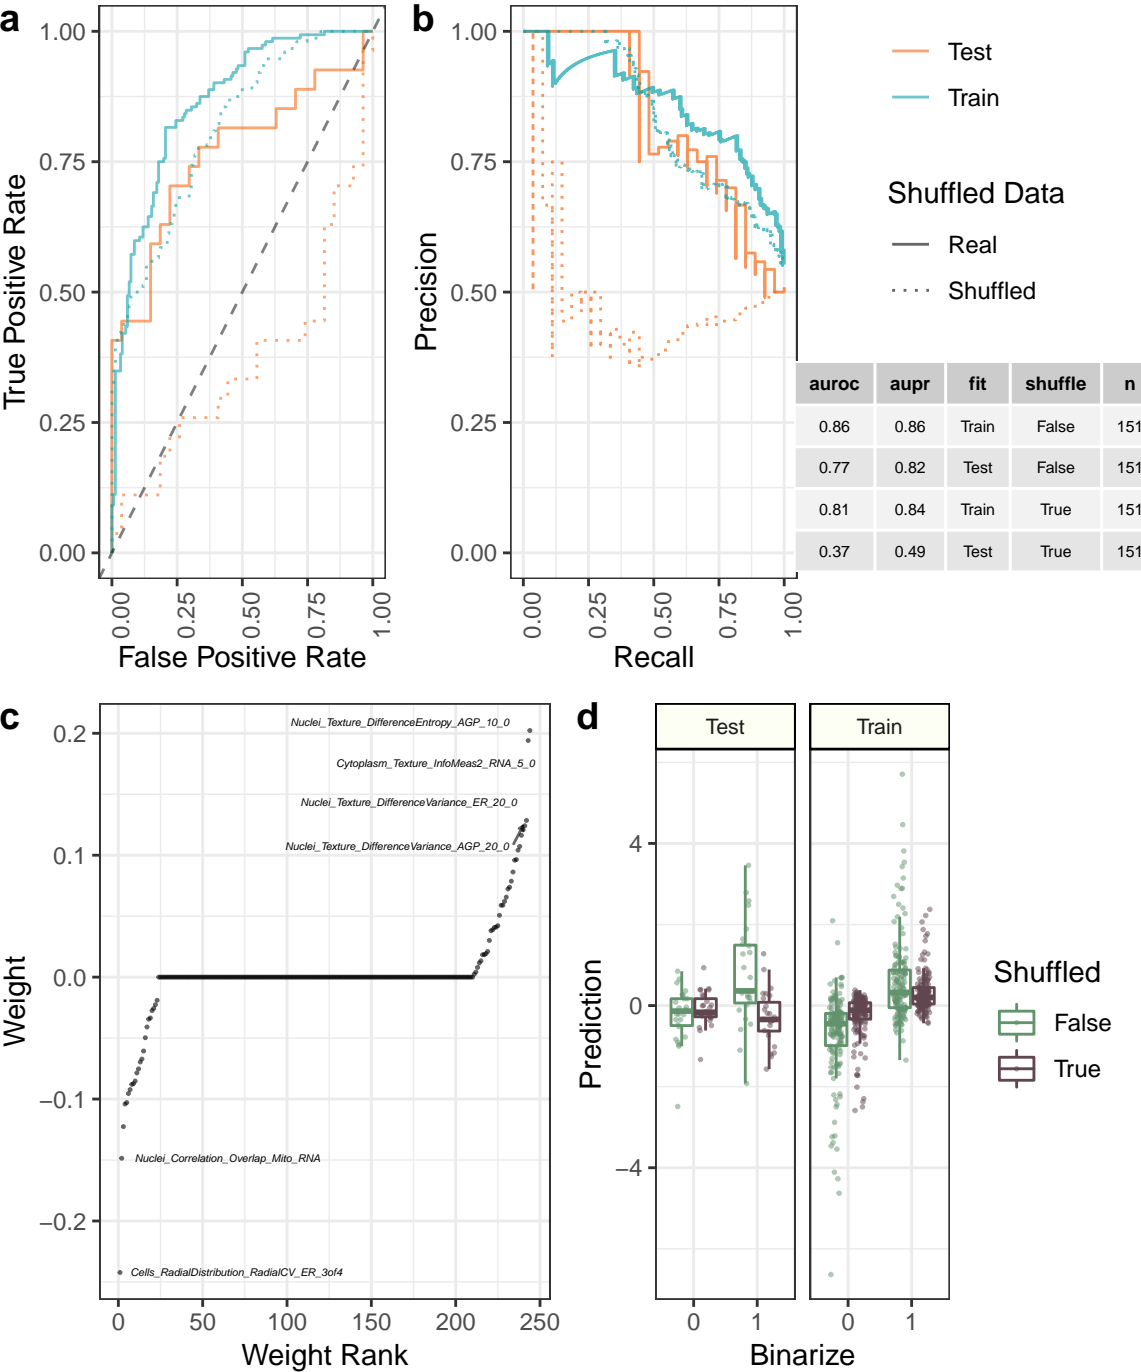 a
1.00
0.75
0.50
0.25
0.00
True Positive Rate
0.00
0.25
0.50
0.75
1.00
False Positive Rate
b
1.00
0.75
0.50
0.25
0.00
Precision
0.00
0.25
0.50
0.75
1.00
Recall
Test
Train
Shuffled Data
Real
Shuffled
auroc aupr fit shuffle n
0.86 0.86 Train False 151
0.77 0.82 Test False 151
0.81 0.84 Train True 151
0.37 0.49 Test True 151
c
0.2
0.1
0.0
−0.1
−0.2
Weight
Nuclei_Texture_DifferenceEntropy_AGP_10_0
Cytoplasm_Texture_InfoMeas2_RNA_5_0
Nuclei_Texture_DifferenceVariance_ER_20_0
Nuclei_Texture_DifferenceVariance_AGP_20_0
Nuclei_Correlation_Overlap_Mito_RNA
Cells_RadialDistribution_RadialCV_ER_3of4
0 50 100 150 200 250
Weight Rank
d
Test Train
4
0
−4
Prediction
0 1 0 1
Binarize
Shuffled
False
True